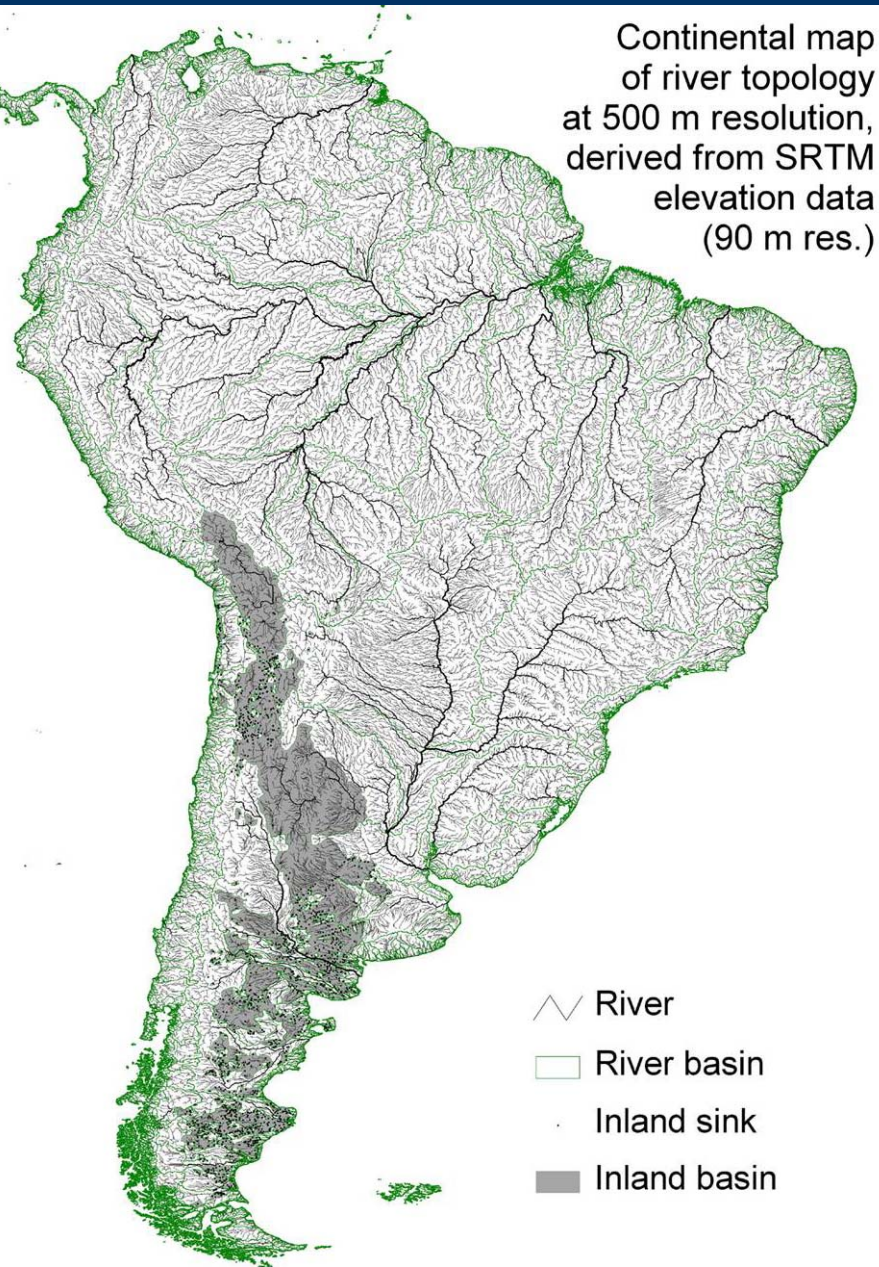 Continental map
of river topology
at 500 m resolution,
derived from SRTM
elevation data
(90 m res.)
River
River basin
Inland sink
Inland basin